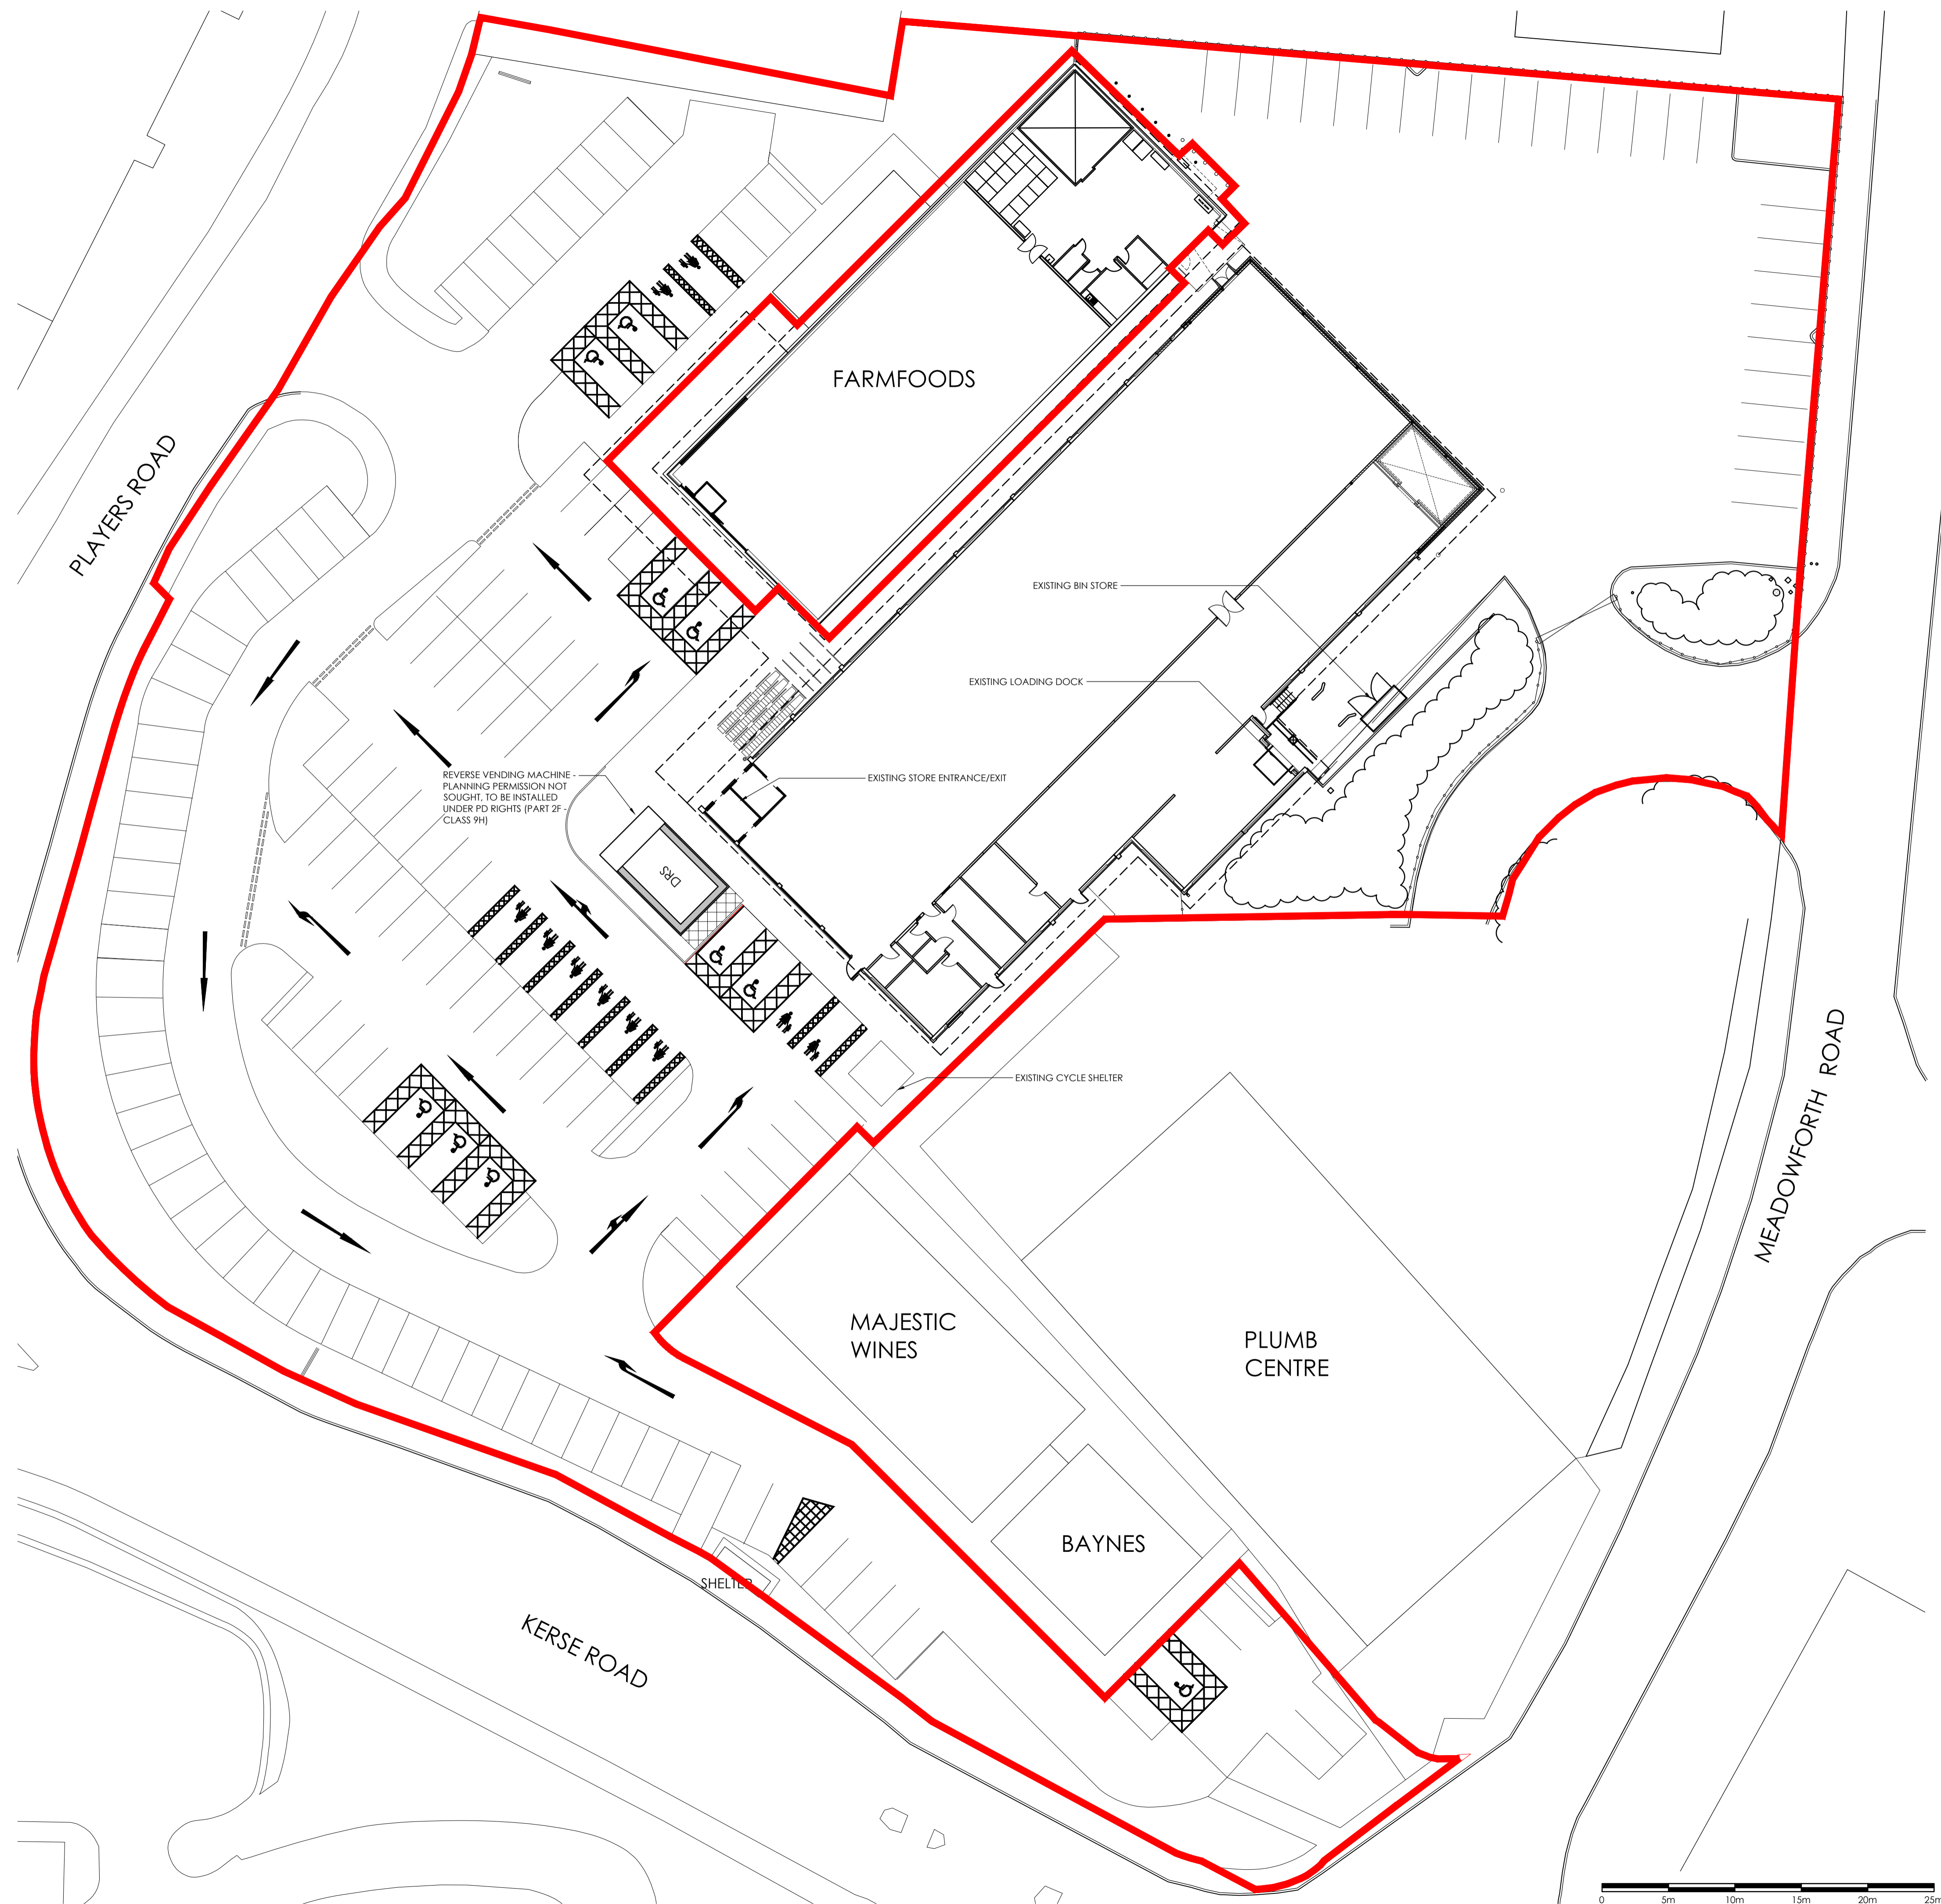 FARMFOODS
PLAYERS ROAD
EXISTING BIN STORE
EXISTING LOADING DOCK
REVERSE VENDING MACHINE -
PLANNING PERMISSION NOT
SOUGHT, TO BE INSTALLED
UNDER PD RIGHTS (PART 2F -
CLASS 9H)
EXISTING STORE ENTRANCE/EXIT
DRS
EXISTING CYCLE SHELTER
MEADOWFORTH ROAD
MAJESTIC
WINES
PLUMB
CENTRE
BAYNES
SHELTER
KERSE ROAD
0 5m 10m 15m 20m 25m